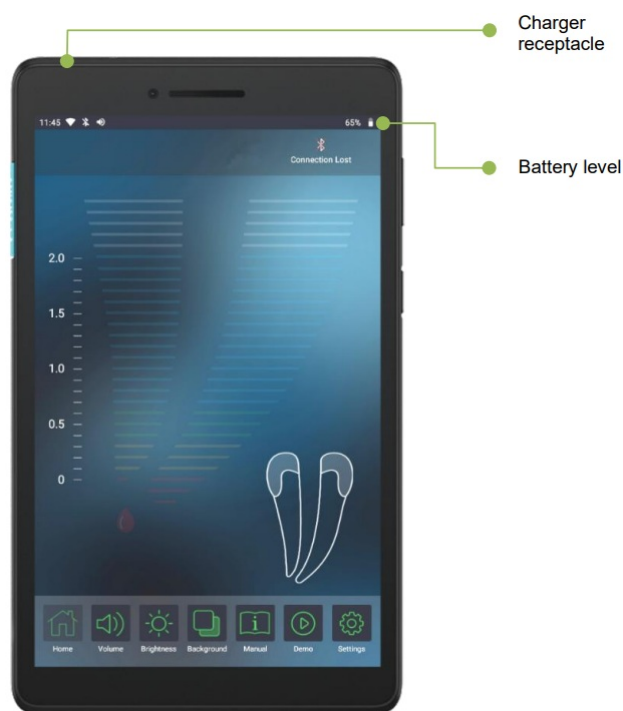 Charger
receptacle
11:45
65%
Battery level
Connection Lost
2.0
1.5
1.0
0.5
0
Home Volume Brightness Background Manual Demo Settings